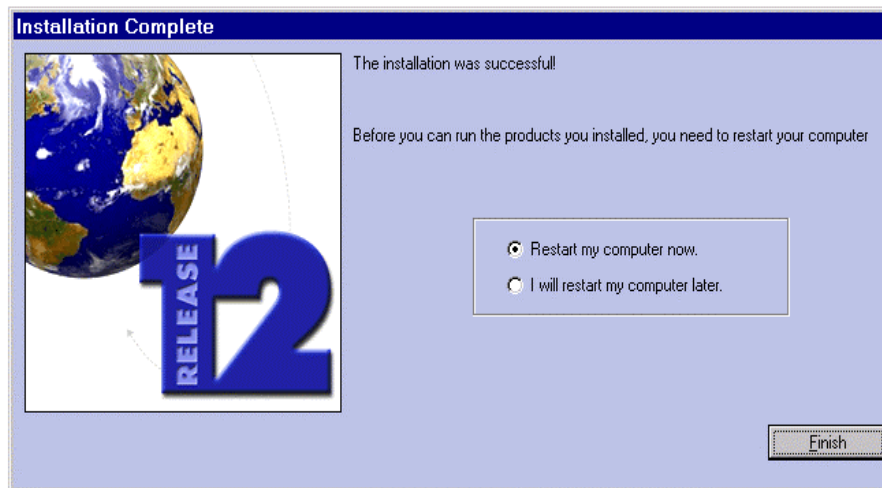 Installation Complete
The installation was successful!
Before you can run the products you installed, you need to restart your computer
RELEASE
12
Restart my computer now.
I will restart my computer later.
Finish